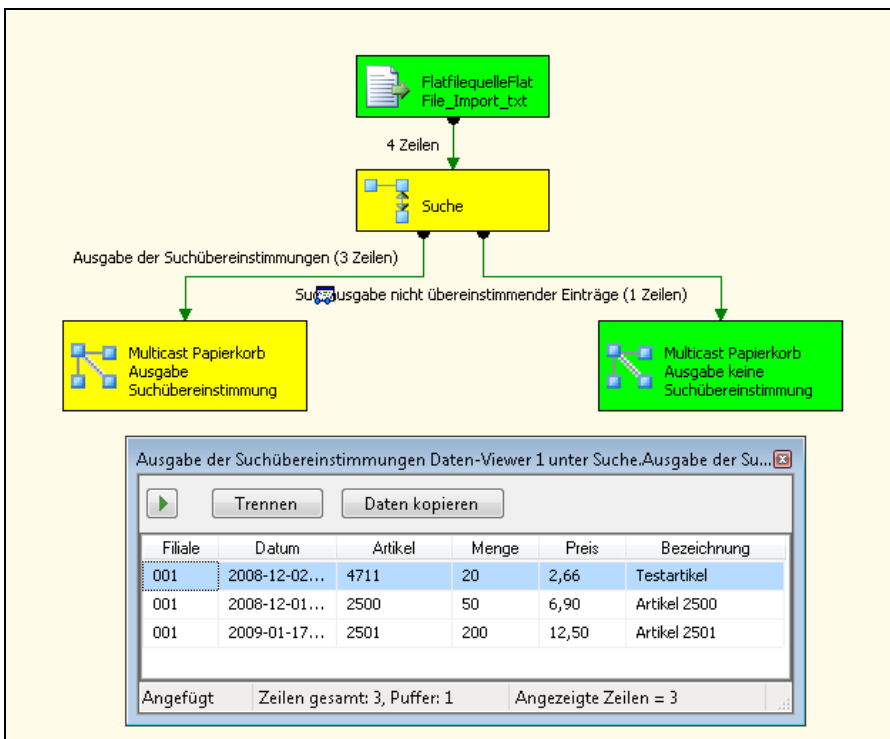 FlatfilequelleFlat
File_Import_txt
4 Zeilen
Suche
Ausgabe der Suchübereinstimmungen (3 Zeilen)
usgabe nicht übereinstimmender Einträge (1 Zeilen)
Multicast Papierkorb
Ausgabe
Suchübereinstimmung
Multicast Papierkorb
Ausgabe keine
Suchübereinstimmung
Ausgabe der Suchübereinstimmungen Daten-Viewer 1 unter Suche.Ausgabe der Su...
Trennen Daten kopieren
Filiale Datum Artikel Menge Preis Bezeichnung
001 2008-12-02... 4711 20 2,66 Testartikel
001 2008-12-01... 2500 50 6,90 Artikel 2500
001 2009-01-17... 2501 200 12,50 Artikel 2501
Angefügt Zeilen gesamt: 3, Puffer: 1 Angezeigte Zeilen = 3